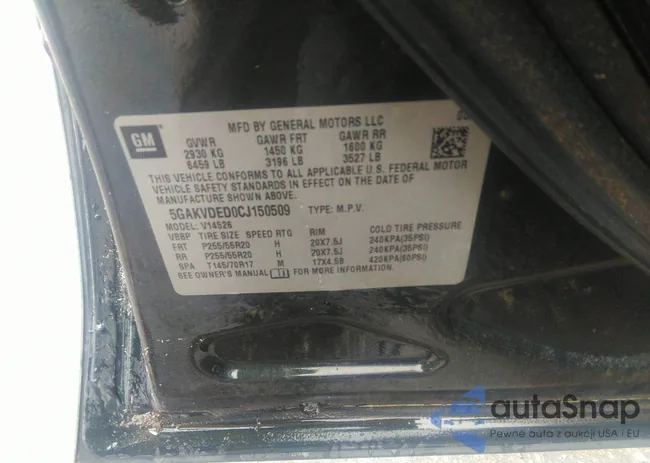 GM
MFD BY GENERAL MOTORS LLC
GVWR GAWR FRT GAWR RR
2930 KG 1450 KG 1600 KG
6459 LB 3196 LB 3527 LB
THIS VEHICLE CONFORMS TO ALL APPLICABLE U.S. FEDERAL MOTOR
VEHICLE SAFETY STANDARDS IN EFFECT ON THE DATE OF
MANUFACTURE SHOWN ABOVE.
5GAKVDED0CJ150509 TYPE: M.P.V.
MODEL: V14526
VBBP TIRE SIZE SPEED RTG RIM COLD TIRE PRESSURE
FRT P255/55R20 H 20X7.5J 240KPA(35PSI)
RR P255/55R20 H 20X7.5J 240KPA(35PSI)
SPA T145/70R17 M 17X4.5B 420KPA(60PSI)
SEE OWNER'S MANUAL FOR MORE INFORMATION.
autaSnap
Pewne auta z aukcji USA i EU